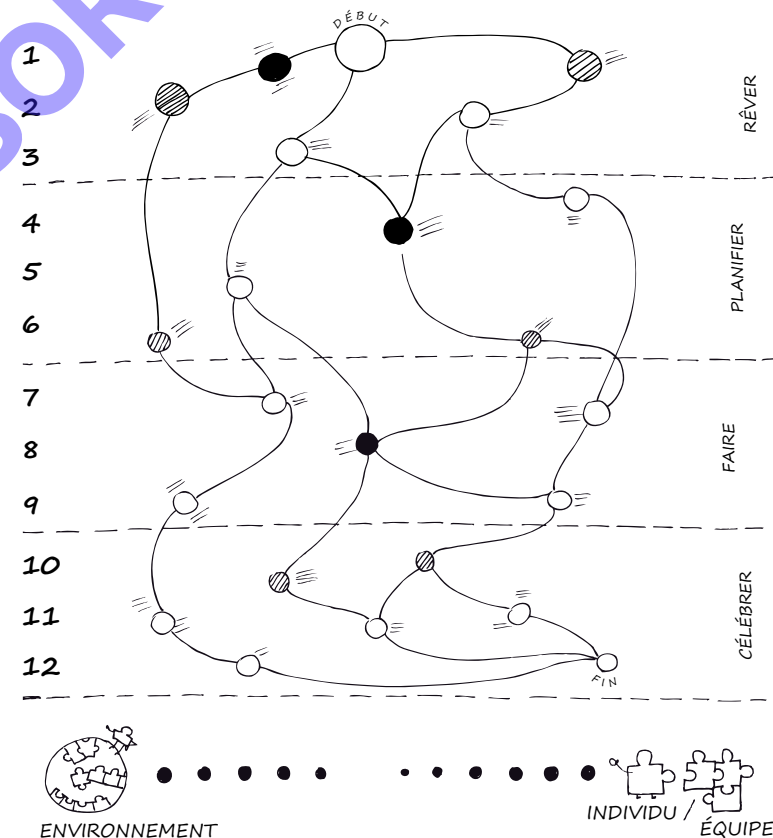 DÉBUT
1
2
RÊVER
3
4
PLANIFIER
5
6
7
FAIRE
8
9
10
CÉLÉBRER
11
12
FIN
ENVIRONNEMENT
INDIVIDU /
ÉQUIPE